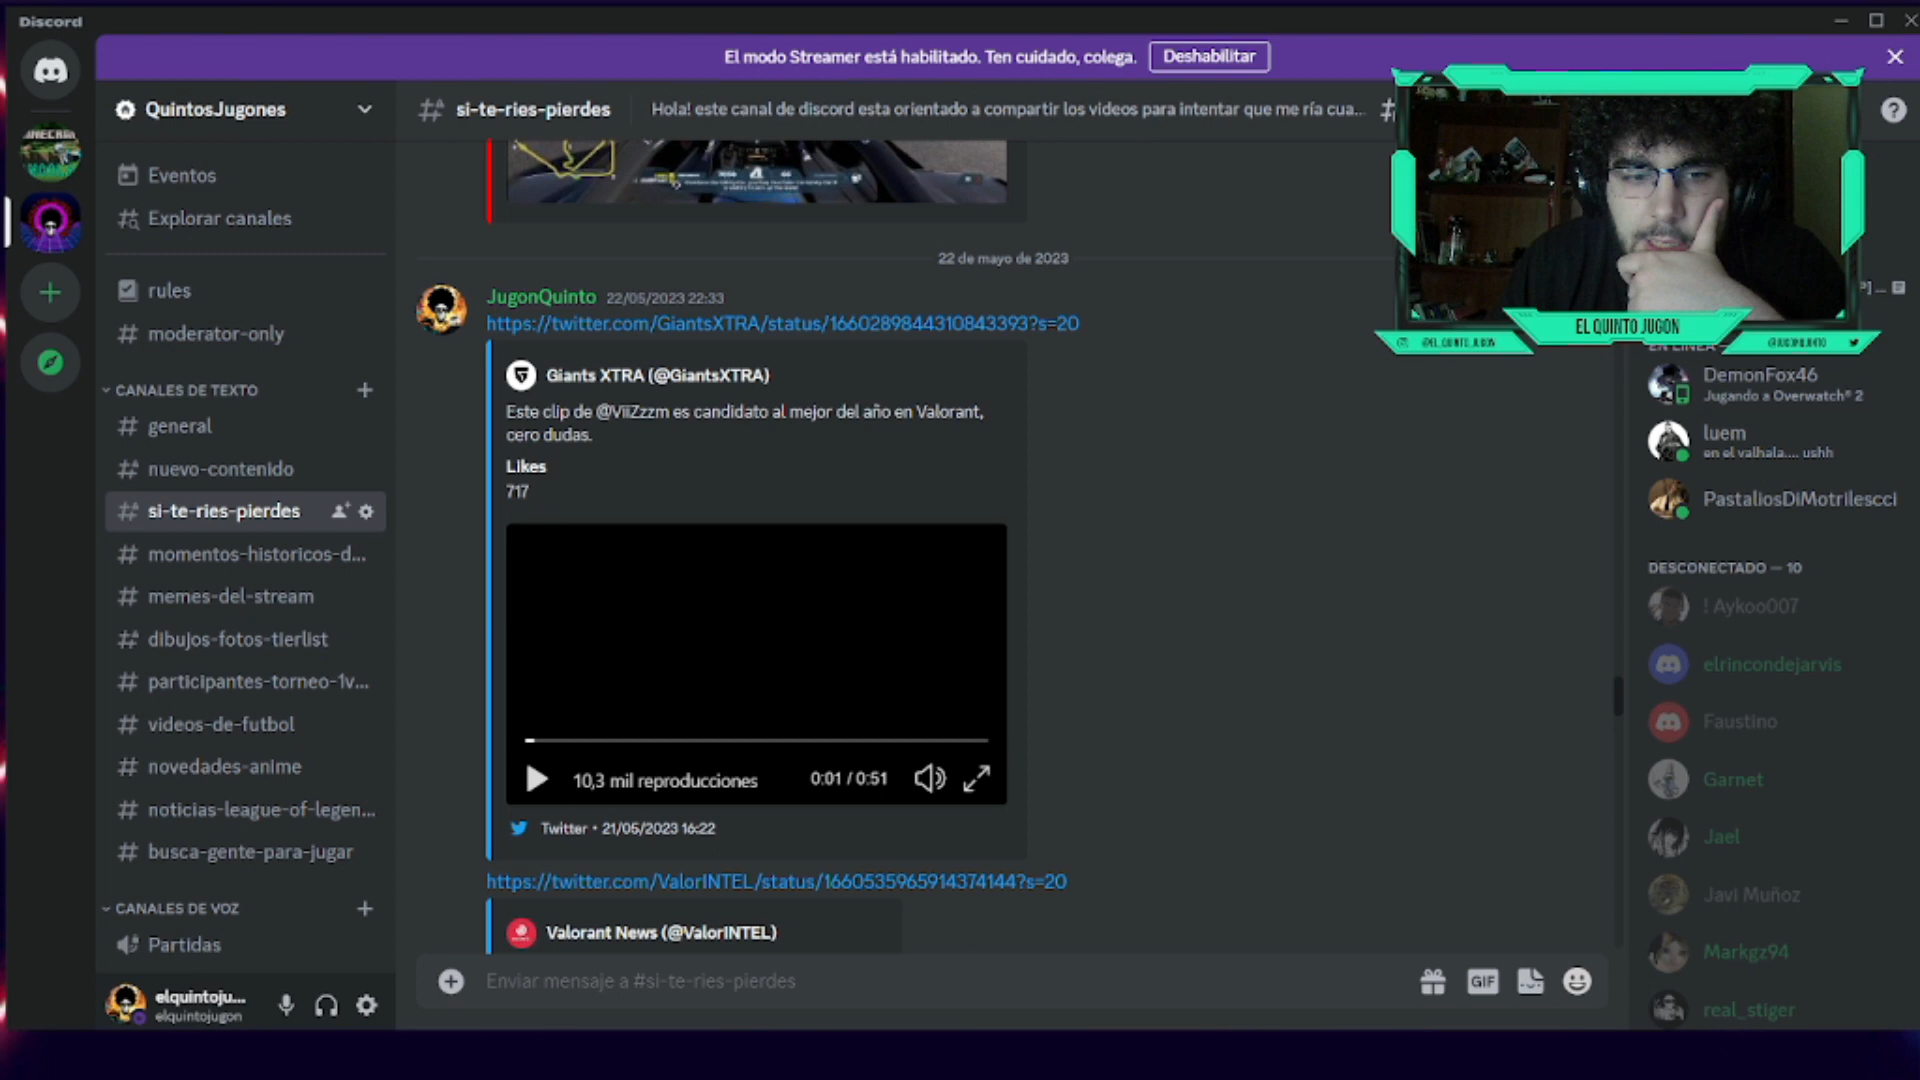 Discord
El modo Streamer está habilitado. Ten cuidado, colega.
Deshabilitar
QuintosJugones
si-te-ries-pierdes
Hola! este canal de discord esta orientado a compartir los videos para intentar que me ría cua...
Eventos
Explorar canales
rules
moderator-only
CANALES DE TEXTO
general
nuevo-contenido
si-te-ries-pierdes
momentos-historicos-d...
memes-del-stream
dibujos-fotos-tierlist
participantes-torneo-1v...
videos-de-futbol
novedades-anime
noticias-league-of-legen...
busca-gente-para-jugar
CANALES DE VOZ
Partidas
elquintoju...
elquintojugon
22 de mayo de 2023
JugonQuinto 22/05/2023 22:33
https://twitter.com/GiantsXTRA/status/1660289844310843393?s=20
Giants XTRA (@GiantsXTRA)
Este clip de @ViiZzzm es candidato al mejor del año en Valorant,
cero dudas.
Likes
717
10,3 mil reproducciones
0:01 / 0:51
Twitter • 21/05/2023 16:22
https://twitter.com/ValorINTEL/status/1660535965914374144?s=20
Valorant News (@ValorINTEL)
Enviar mensaje a #si-te-ries-pierdes
GIF
EL QUINTO JUGON
@EL_QUINTO_JUGON
@JUGONQUINTO
EN LÍNEA —
DemonFox46
Jugando a Overwatch® 2
luem
en el valhala.... ushh
PastaliosDiMotrilescci
DESCONECTADO — 10
! Aykoo007
elrincondejarvis
Faustino
Garnet
Jael
Javi Muñoz
Markgz94
real_stiger